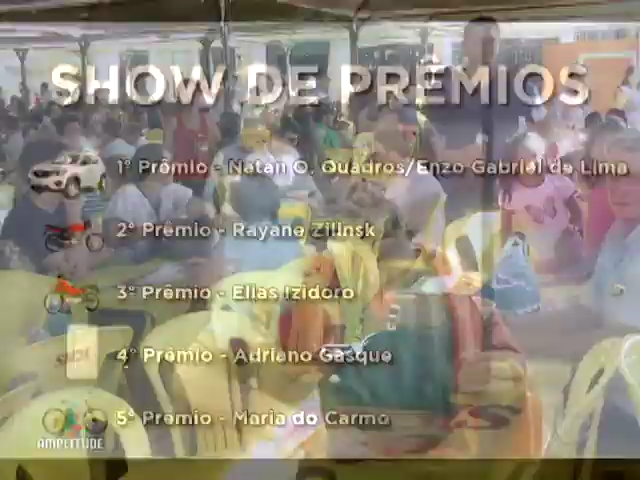 SHOW DE PRÊMIOS
1º Prêmio - Natan O. Quadros/Enzo Gabriel de Lima
2º Prêmio - Rayane Zilinsk
3º Prêmio - Elias Izidoro
4º Prêmio - Adriano Gasque
5º Prêmio - Maria do Carmo
AMPLITUDE